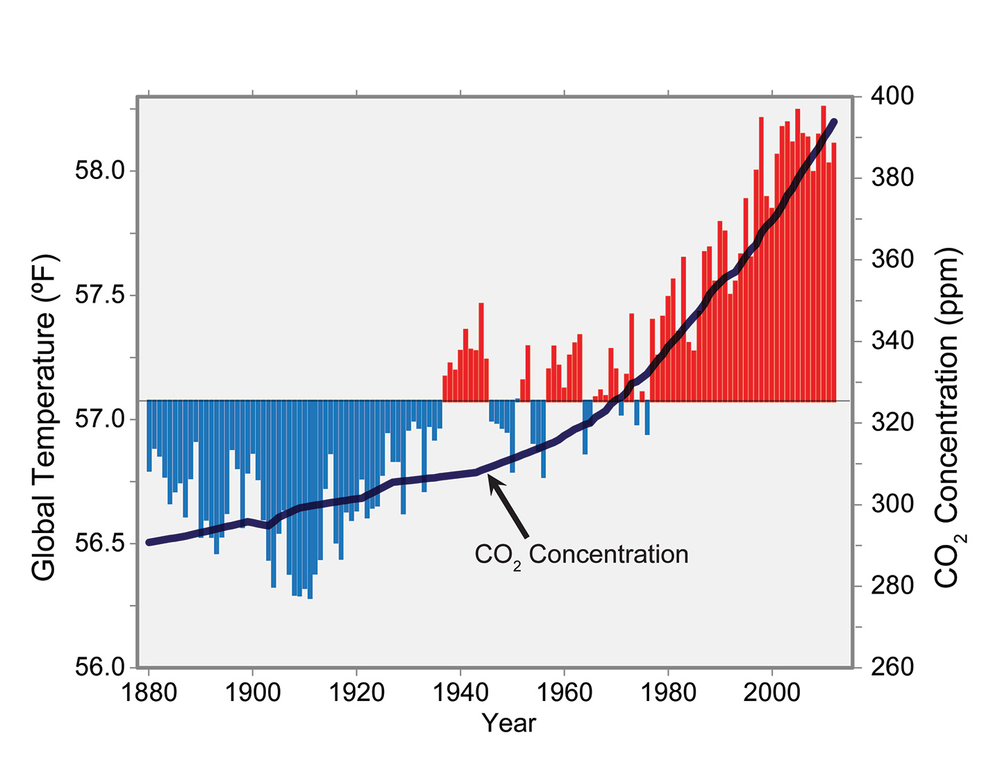 Global Temperature (ºF)
58.0
57.5
57.0
56.5
56.0
400
380
360
340
320
300
280
260
CO₂ Concentration (ppm)
CO₂ Concentration
1880 1900 1920 1940 1960 1980 2000
Year